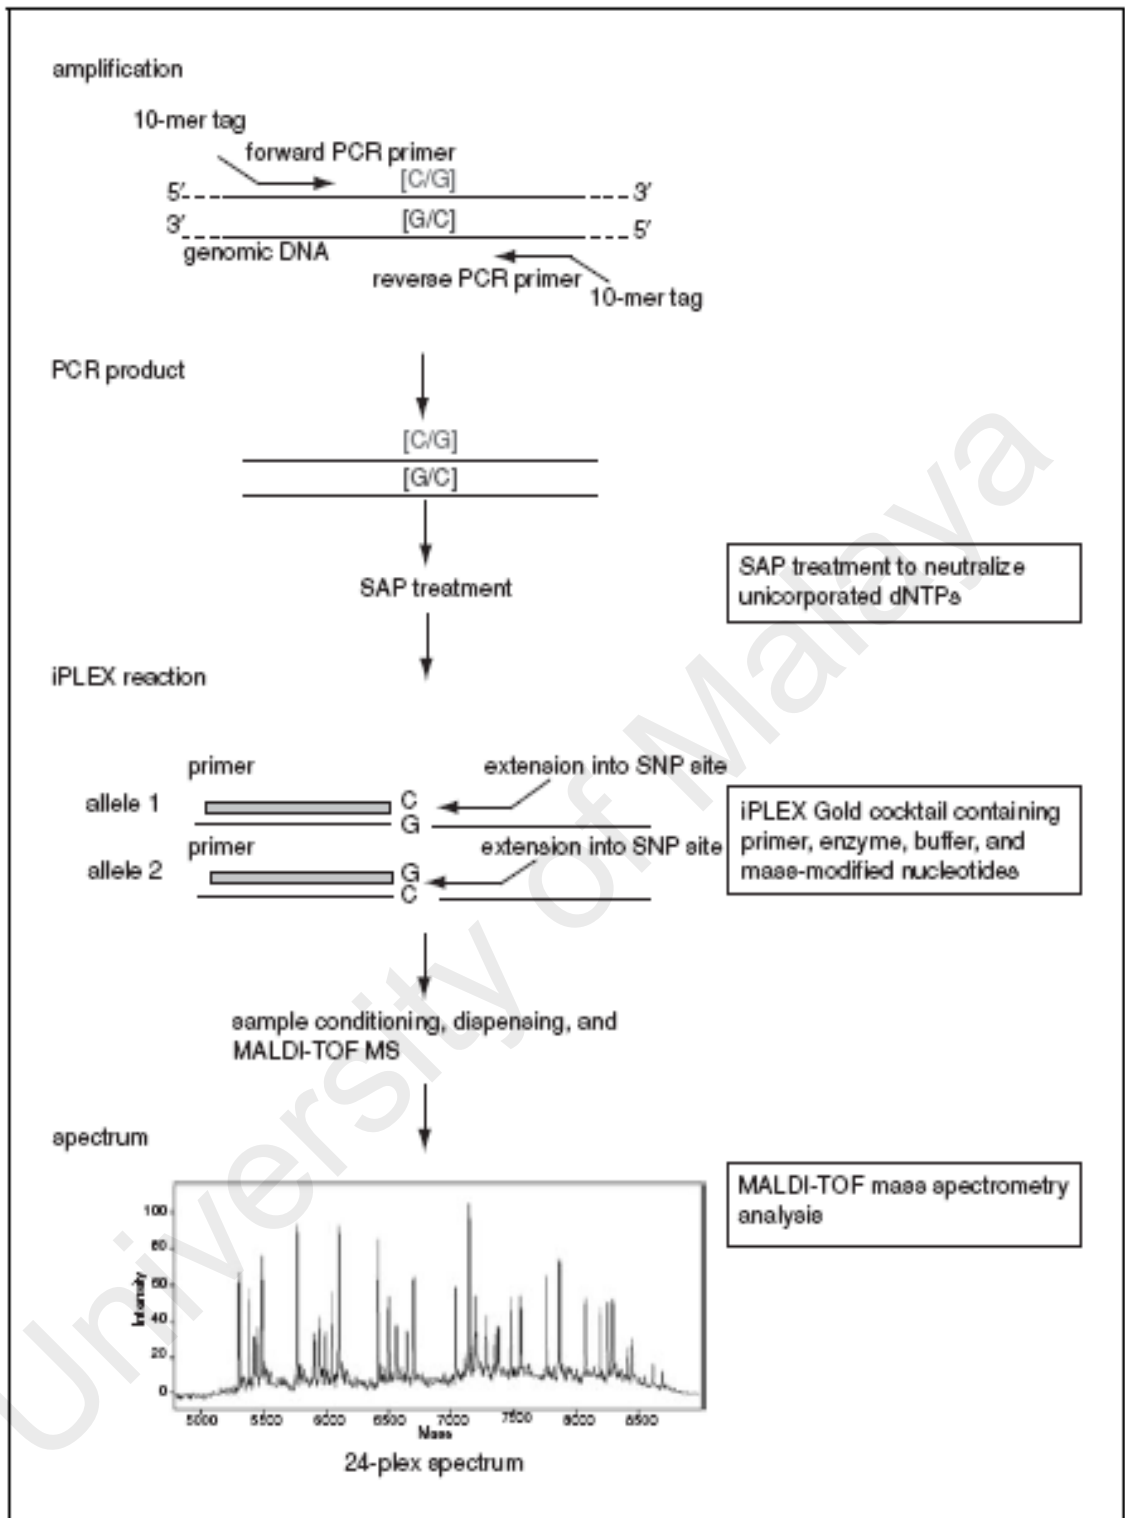 amplification
10-mer tag
forward PCR primer
[C/G]
5' 3'
[G/C]
3' 5'
genomic DNA
reverse PCR primer
10-mer tag
PCR product
[C/G]
[G/C]
SAP treatment
SAP treatment to neutralize
unicorporated dNTPs
iPLEX reaction
primer
extension into SNP site
allele 1
C
G
primer
extension into SNP site
allele 2
G
C
iPLEX Gold cocktail containing
primer, enzyme, buffer, and
mass-modified nucleotides
sample conditioning, dispensing, and
MALDI-TOF MS
spectrum
MALDI-TOF mass spectrometry
analysis
100
80
60
40
20
0
Intensity
5000 5500 6000 6500 7000 7500 8000 8500
Mass
24-plex spectrum
University of Malaya